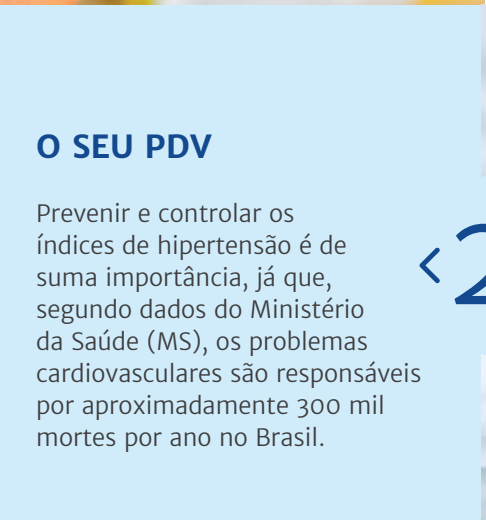 O SEU PDV
Prevenir e controlar os
índices de hipertensão é de
suma importância, já que,
segundo dados do Ministério
da Saúde (MS), os problemas
cardiovasculares são responsáveis
por aproximadamente 300 mil
mortes por ano no Brasil.
<2